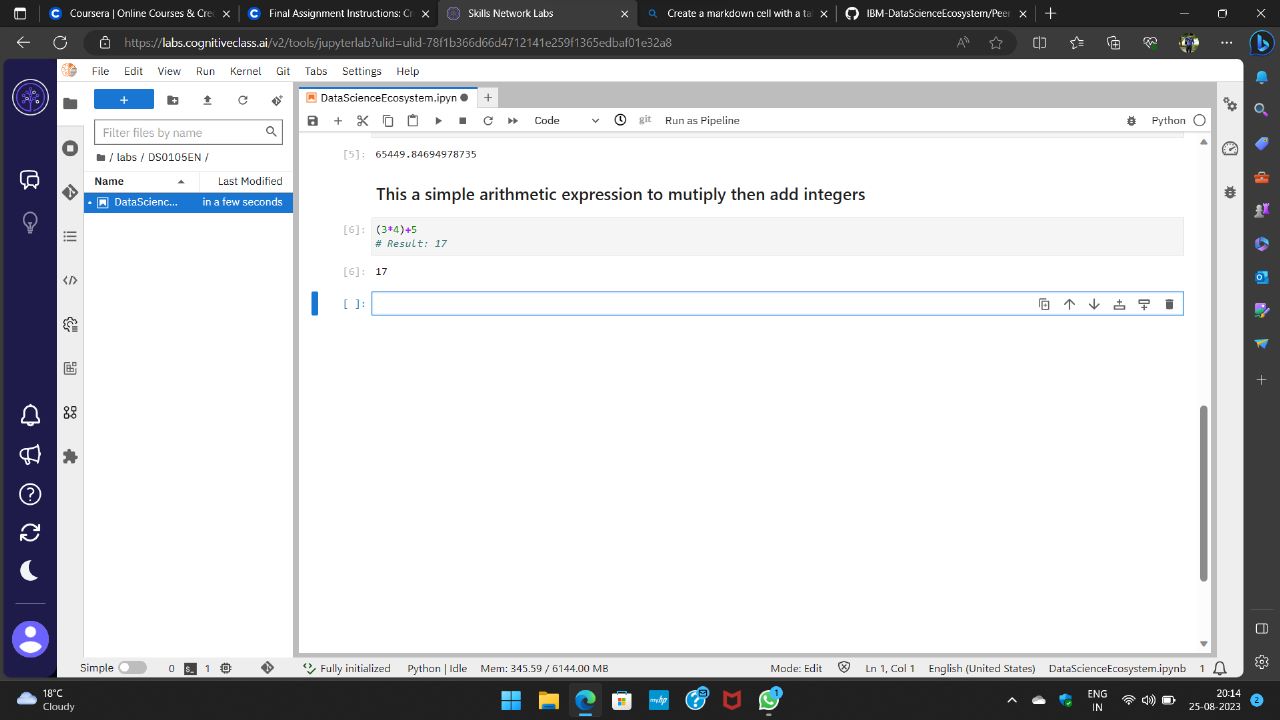 Coursera | Online Courses & Cre
Final Assignment Instructions: Cr
Skills Network Labs
Create a markdown cell with a ta
IBM-DataScienceEcosystem/Peer
https://labs.cognitiveclass.ai/v2/tools/jupyterlab?ulid=ulid-78f1b366d66d4712141e259f1365edbaf01e32a8
File Edit View Run Kernel Git Tabs Settings Help
DataScienceEcosystem.ipyn
Filter files by name
Code
git
Run as Pipeline
Python
/ labs / DS0105EN /
Name
Last Modified
DataScienc...
in a few seconds
[5]: 65449.84694978735
This a simple arithmetic expression to mutiply then add integers
[6]: (3*4)+5
# Result: 17
[6]: 17
[ ]:
Simple 0 1 Fully initialized Python | Idle Mem: 345.59 / 6144.00 MB Mode: Edit Ln 1, Col 1 English (United States) DataScienceEcosystem.ipynb 1
18°C
Cloudy
1
ENG
IN
20:14
25-08-2023
2